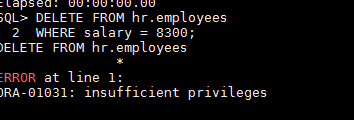 Elapsed: 00:00:00.00
SQL> DELETE FROM hr.employees
2 WHERE salary = 8300;
DELETE FROM hr.employees
*
ERROR at line 1:
ORA-01031: insufficient privileges